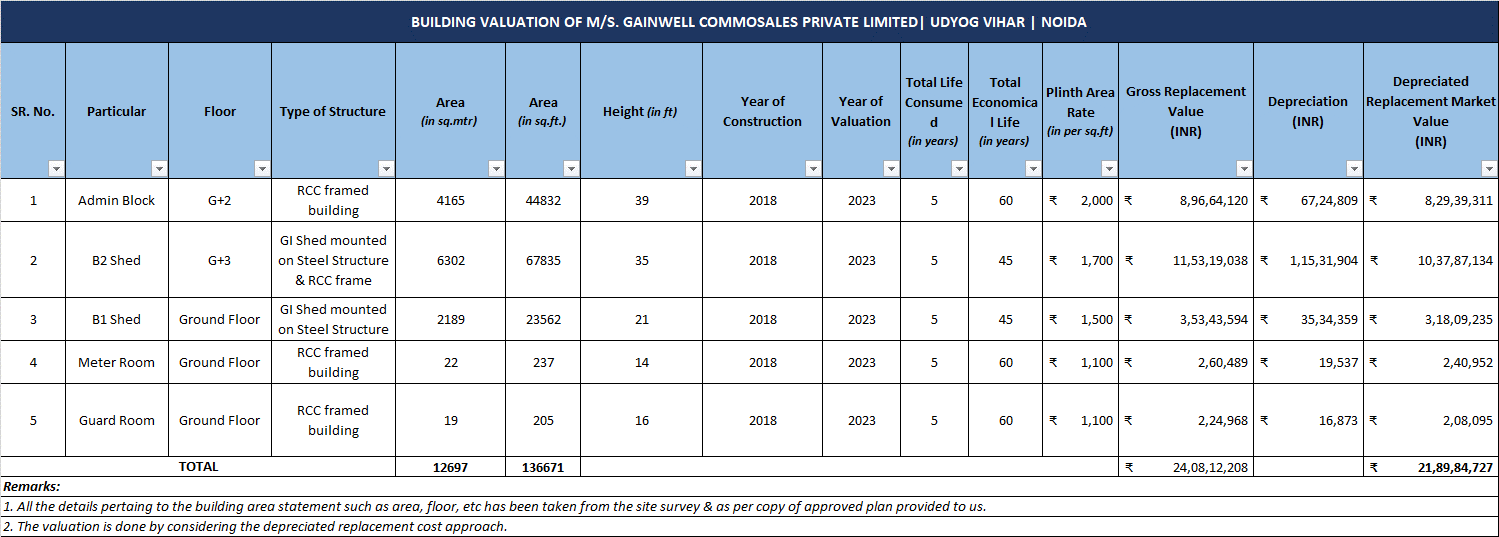 BUILDING VALUATION OF M/S. GAINWELL COMMOSALES PRIVATE LIMITED| UDYOG VIHAR | NOIDA
SR. No. Particular Floor Type of Structure Area (in sq.mtr) Area (in sq.ft.) Height (in ft) Year of Construction Year of Valuation Total Life Consumed (in years) Total Economical Life (in years) Plinth Area Rate (in per sq.ft) Gross Replacement Value (INR) Depreciation (INR) Depreciated Replacement Market Value (INR)
1 Admin Block G+2 RCC framed building 4165 44832 39 2018 2023 5 60 ₹ 2,000 ₹ 8,96,64,120 ₹ 67,24,809 ₹ 8,29,39,311
2 B2 Shed G+3 GI Shed mounted on Steel Structure & RCC frame 6302 67835 35 2018 2023 5 45 ₹ 1,700 ₹ 11,53,19,038 ₹ 1,15,31,904 ₹ 10,37,87,134
3 B1 Shed Ground Floor GI Shed mounted on Steel Structure 2189 23562 21 2018 2023 5 45 ₹ 1,500 ₹ 3,53,43,594 ₹ 35,34,359 ₹ 3,18,09,235
4 Meter Room Ground Floor RCC framed building 22 237 14 2018 2023 5 60 ₹ 1,100 ₹ 2,60,489 ₹ 19,537 ₹ 2,40,952
5 Guard Room Ground Floor RCC framed building 19 205 16 2018 2023 5 60 ₹ 1,100 ₹ 2,24,968 ₹ 16,873 ₹ 2,08,095
TOTAL 12697 136671 ₹ 24,08,12,208 ₹ 21,89,84,727
Remarks:
1. All the details pertaining to the building area statement such as area, floor, etc has been taken from the site survey & as per copy of approved plan provided to us.
2. The valuation is done by considering the depreciated replacement cost approach.